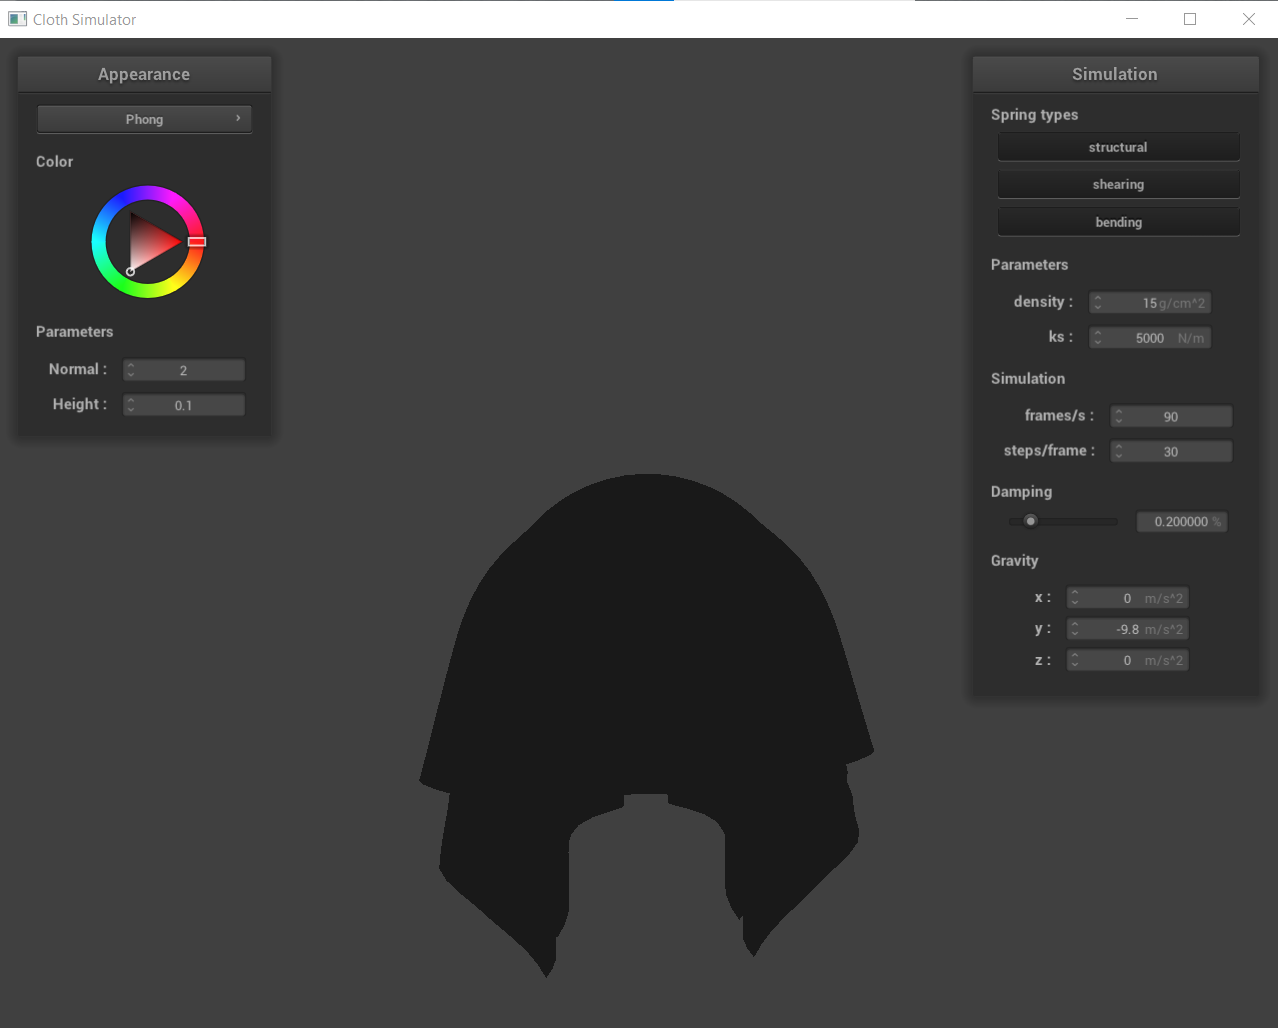 Cloth Simulator
Appearance
Phong
Color
Parameters
Normal : 2
Height : 0.1
Simulation
Spring types
structural
shearing
bending
Parameters
density : 15 g/cm^2
ks : 5000 N/m
Simulation
frames/s : 90
steps/frame : 30
Damping
0.200000 %
Gravity
x : 0 m/s^2
y : -9.8 m/s^2
z : 0 m/s^2